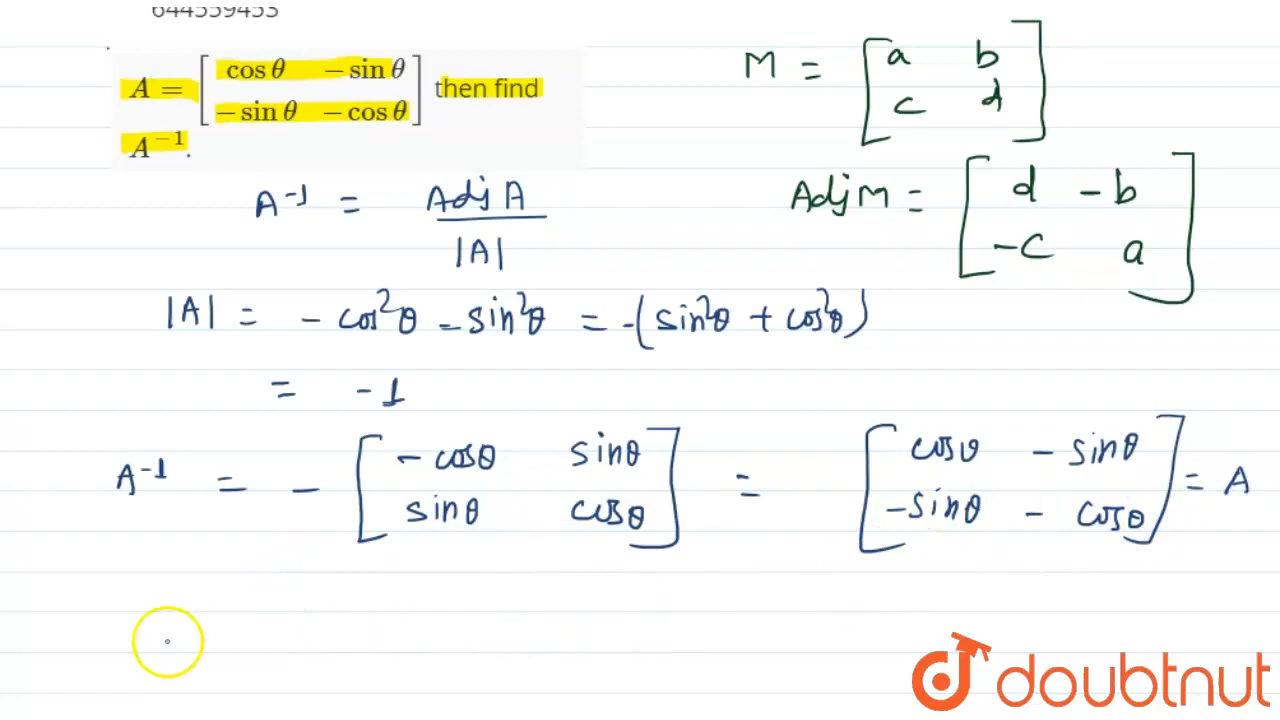 644559453
A = [cos θ − sin θ
− sin θ − cos θ] then find
A⁻¹.
M = [a b
c d]
A⁻¹ = Adj A / |A|
Adj M = [d -b
-c a]
|A| = - cos²θ - sin²θ = -(sin²θ + cos²θ)
= -1
A⁻¹ = - [- cosθ sinθ
sinθ cosθ] = [cosθ - sinθ
-sinθ - cosθ] = A
doubtnut